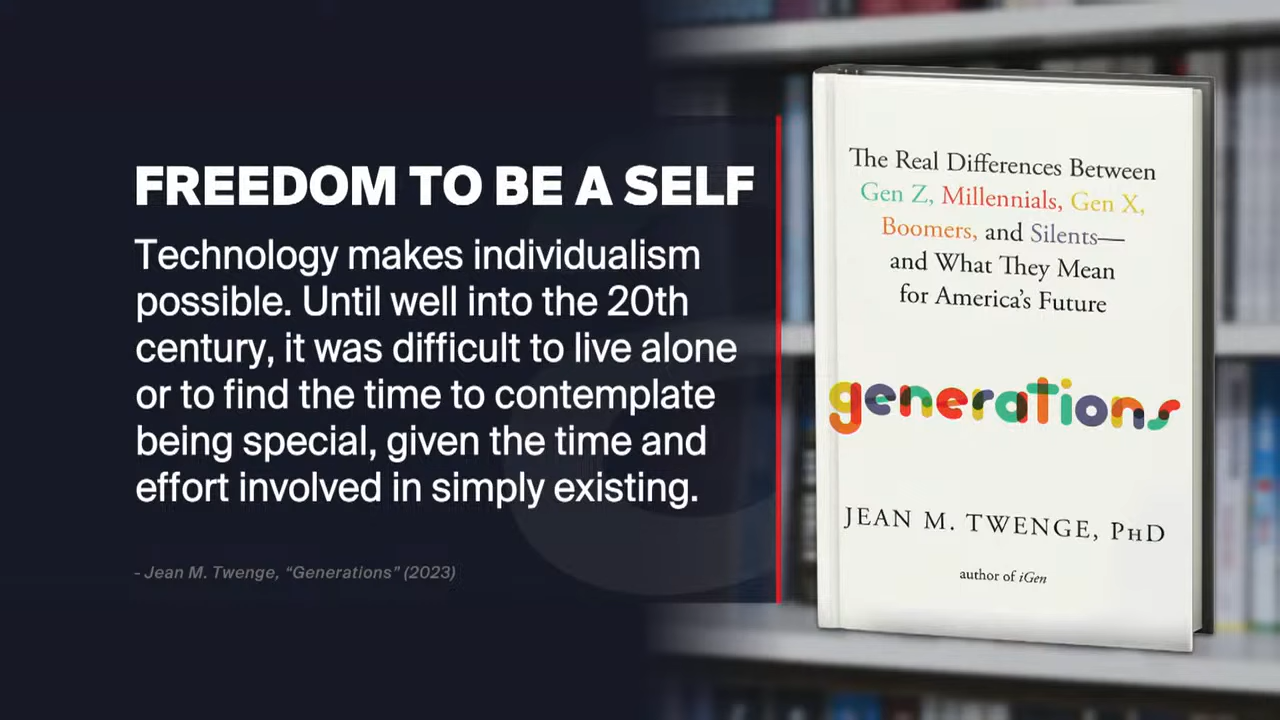 FREEDOM TO BE A SELF
Technology makes individualism
possible. Until well into the 20th
century, it was difficult to live alone
or to find the time to contemplate
being special, given the time and
effort involved in simply existing.
- Jean M. Twenge, “Generations” (2023)
The Real Differences Between
Gen Z, Millennials, Gen X,
Boomers, and Silents—
and What They Mean
for America’s Future
generations
JEAN M. TWENGE, PHD
author of iGen